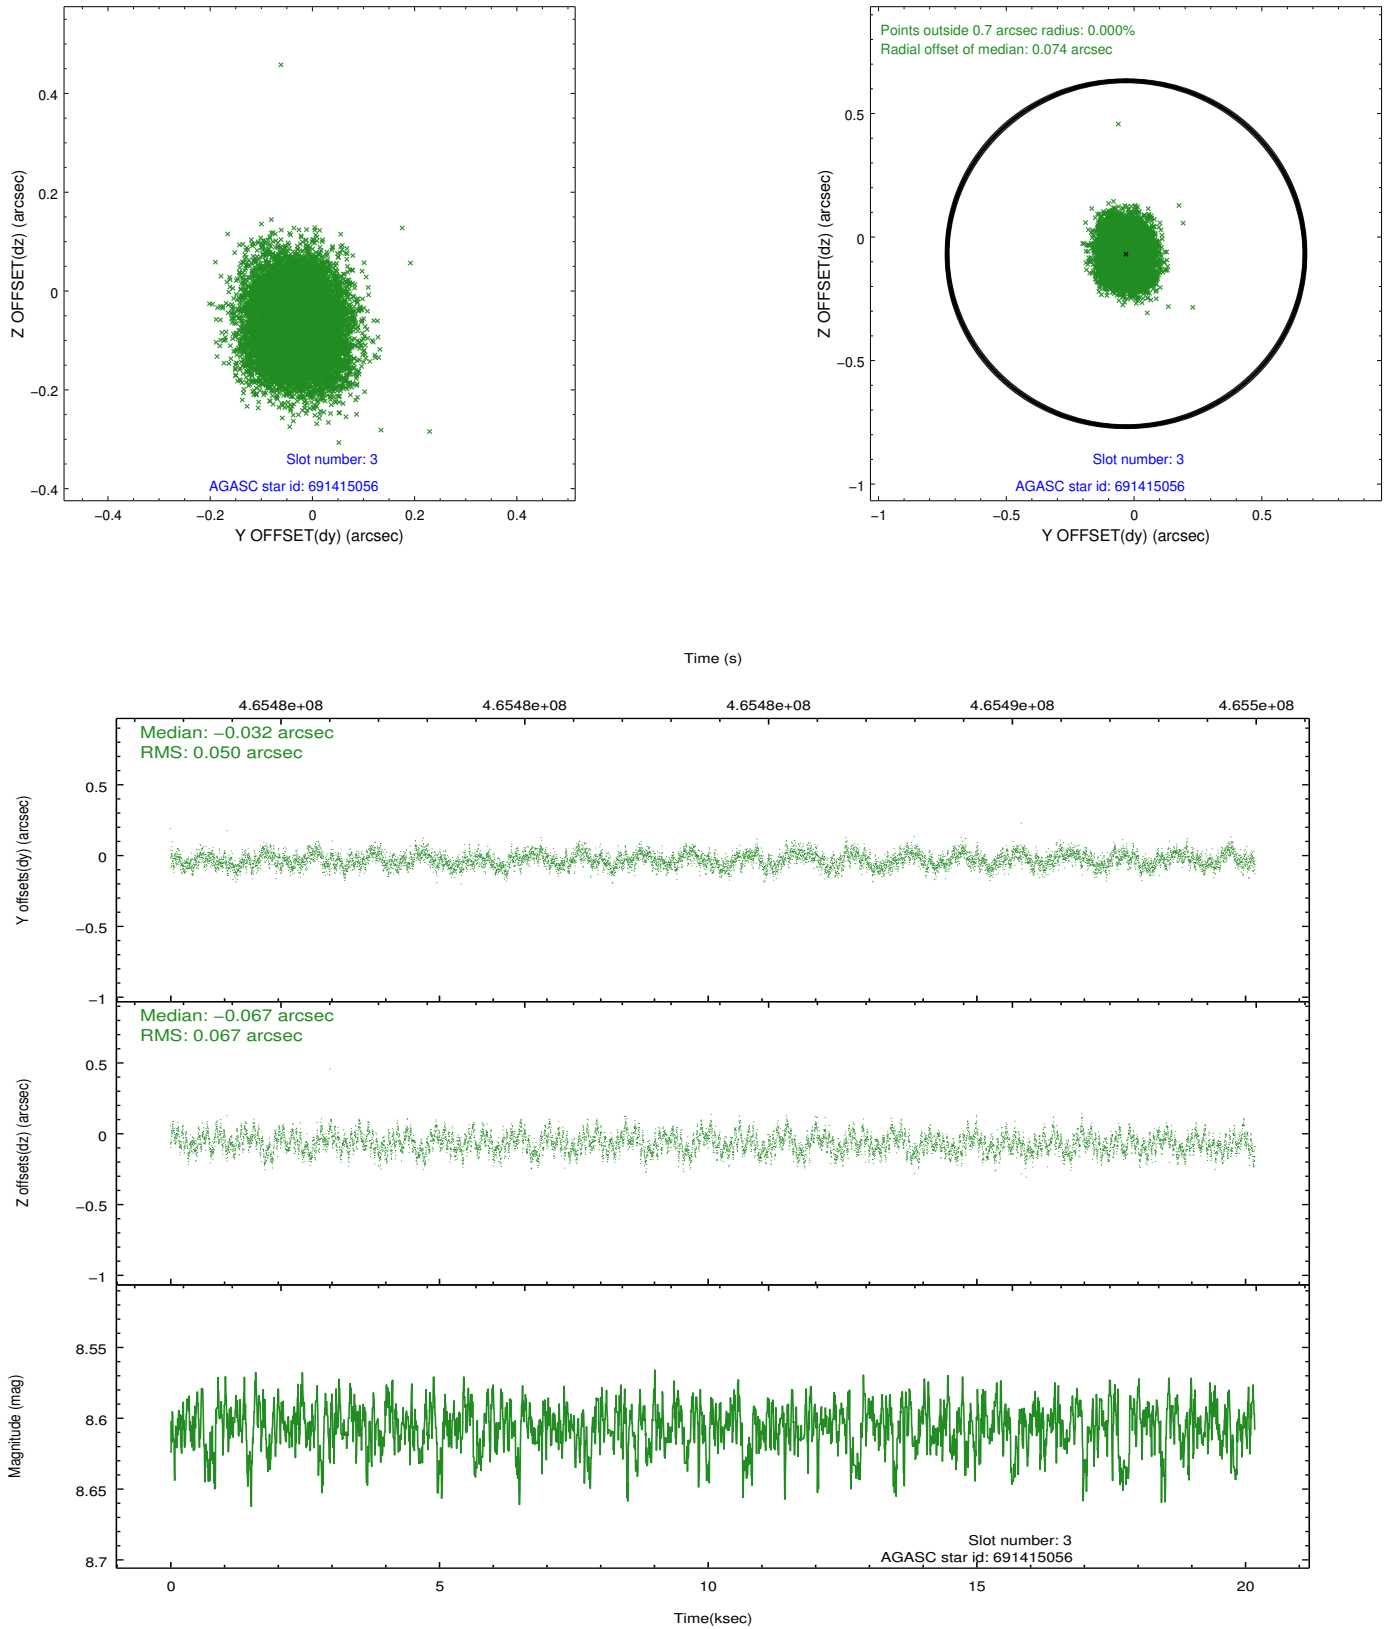 0.4
0.2
0
−0.2
−0.4
Z OFFSET(dz) (arcsec)
Slot number: 3
AGASC star id: 691415056
−0.4
−0.2
0
0.2
0.4
Y OFFSET(dy) (arcsec)
Points outside 0.7 arcsec radius: 0.000%
Radial offset of median: 0.074 arcsec
0.5
0
−0.5
−1
Z OFFSET(dz) (arcsec)
Slot number: 3
AGASC star id: 691415056
−1
−0.5
0
0.5
Y OFFSET(dy) (arcsec)
Time (s)
4.6548e+08
4.6548e+08
4.6548e+08
4.6549e+08
4.655e+08
Median: −0.032 arcsec
RMS: 0.050 arcsec
0.5
0
−0.5
−1
Y offsets(dy) (arcsec)
Median: −0.067 arcsec
RMS: 0.067 arcsec
0.5
0
−0.5
−1
Z offsets(dz) (arcsec)
8.55
8.6
8.65
8.7
Magnitude (mag)
Slot number: 3
AGASC star id: 691415056
0
5
10
15
20
Time(ksec)